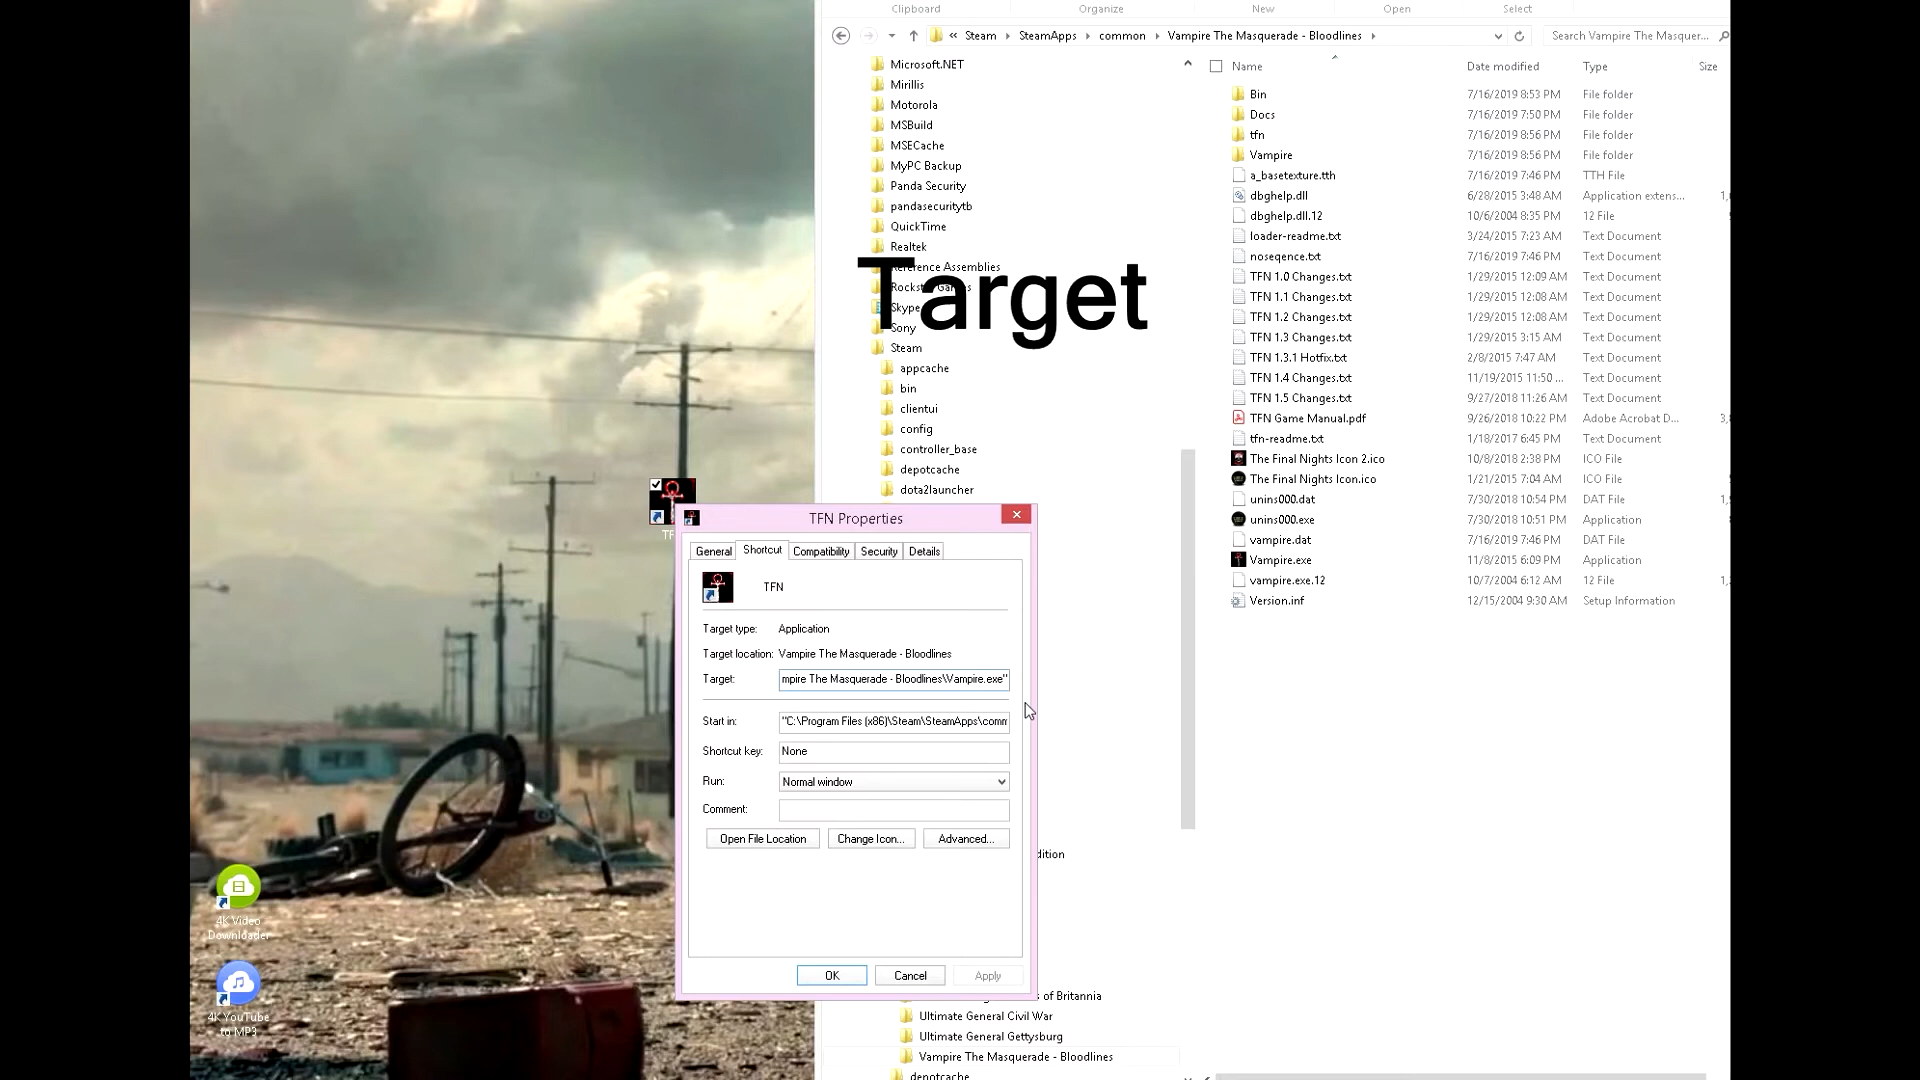 Clipboard
Organize
New
Open
Select
« Steam › SteamApps › common › Vampire The Masquerade - Bloodlines ›
Search Vampire The Masquer...
Microsoft.NET
Mirillis
Motorola
MSBuild
MSECache
MyPC Backup
Panda Security
pandasecuritytb
QuickTime
Realtek
Reference Assemblies
Skype
Sony
Steam
appcache
bin
clientui
config
controller_base
depotcache
dota2launcher
Target
Name Date modified Type Size
Bin 7/16/2019 8:53 PM File folder
Docs 7/16/2019 7:50 PM File folder
tfn 7/16/2019 8:56 PM File folder
Vampire 7/16/2019 8:56 PM File folder
a_basetexture.tth 7/16/2019 7:46 PM TTH File
dbghelp.dll 6/28/2015 3:48 AM Application extens...
dbghelp.dll.12 10/6/2004 8:35 PM 12 File
loader-readme.txt 3/24/2015 7:23 AM Text Document
noseqence.txt 7/16/2019 7:46 PM Text Document
TFN 1.0 Changes.txt 1/29/2015 12:09 AM Text Document
TFN 1.1 Changes.txt 1/29/2015 12:08 AM Text Document
TFN 1.2 Changes.txt 1/29/2015 12:08 AM Text Document
TFN 1.3 Changes.txt 1/29/2015 3:15 AM Text Document
TFN 1.3.1 Hotfix.txt 2/8/2015 7:47 AM Text Document
TFN 1.4 Changes.txt 11/19/2015 11:50 ... Text Document
TFN 1.5 Changes.txt 9/27/2018 11:26 AM Text Document
TFN Game Manual.pdf 9/26/2018 10:22 PM Adobe Acrobat D...
tfn-readme.txt 1/18/2017 6:45 PM Text Document
The Final Nights Icon 2.ico 10/8/2018 2:38 PM ICO File
The Final Nights Icon.ico 1/21/2015 7:04 AM ICO File
unins000.dat 7/30/2018 10:54 PM DAT File
unins000.exe 7/30/2018 10:51 PM Application
vampire.dat 7/16/2019 7:46 PM DAT File
Vampire.exe 11/8/2015 6:09 PM Application
vampire.exe.12 10/7/2004 6:12 AM 12 File
Version.inf 12/15/2004 9:30 AM Setup Information
TFN Properties
General Shortcut Compatibility Security Details
TFN
Target type: Application
Target location: Vampire The Masquerade - Bloodlines
Target: mpire The Masquerade - Bloodlines\Vampire.exe"
Start in: "C:\Program Files (x86)\Steam\SteamApps\comm
Shortcut key: None
Run: Normal window
Comment:
Open File Location Change Icon... Advanced...
OK Cancel Apply
dition
of Britannia
Ultimate General Civil War
Ultimate General Gettysburg
Vampire The Masquerade - Bloodlines
4K Video
Downloader
4K YouTube
to MP3